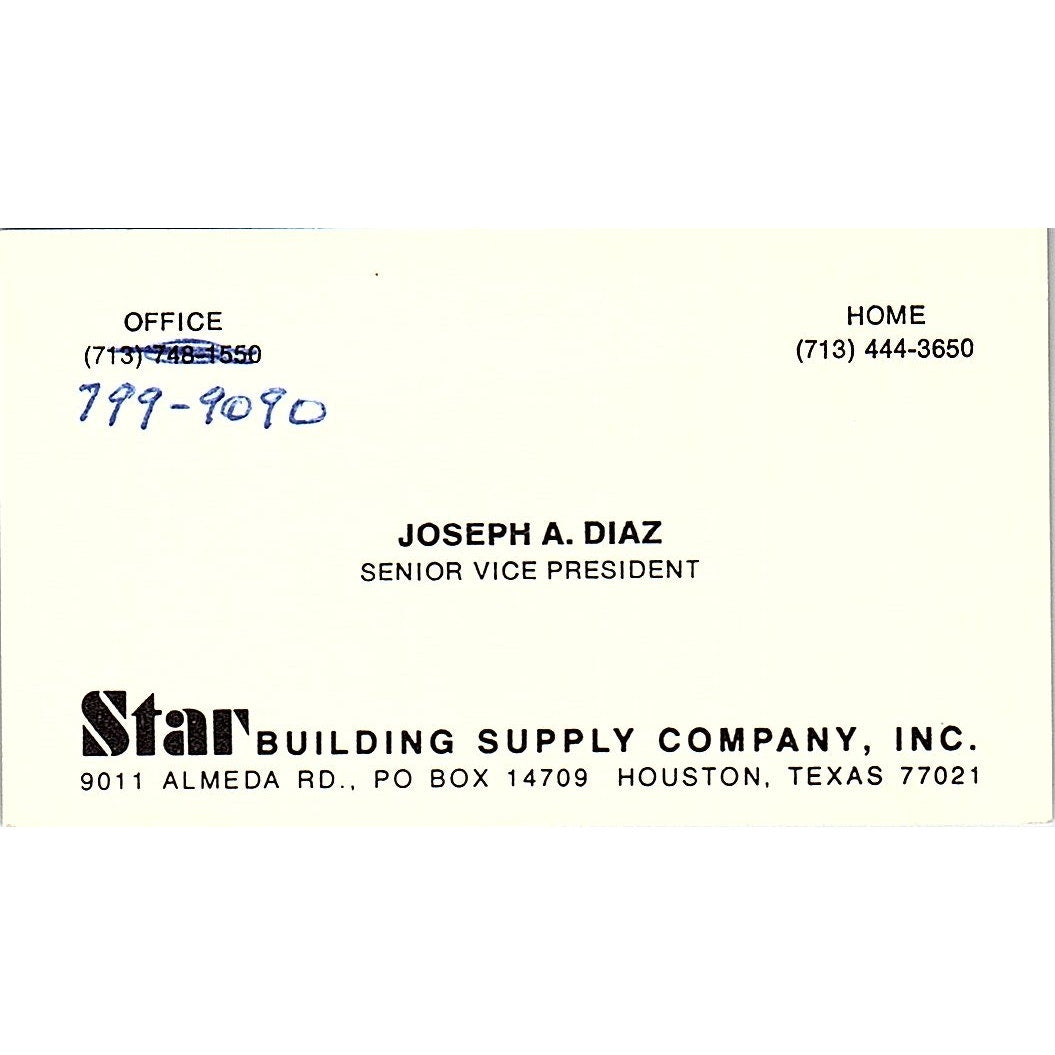 OFFICE
(713) 748-1550
799-9090
HOME
(713) 444-3650
JOSEPH A. DIAZ
SENIOR VICE PRESIDENT
Star BUILDING SUPPLY COMPANY, INC.
9011 ALMEDA RD., PO BOX 14709 HOUSTON, TEXAS 77021